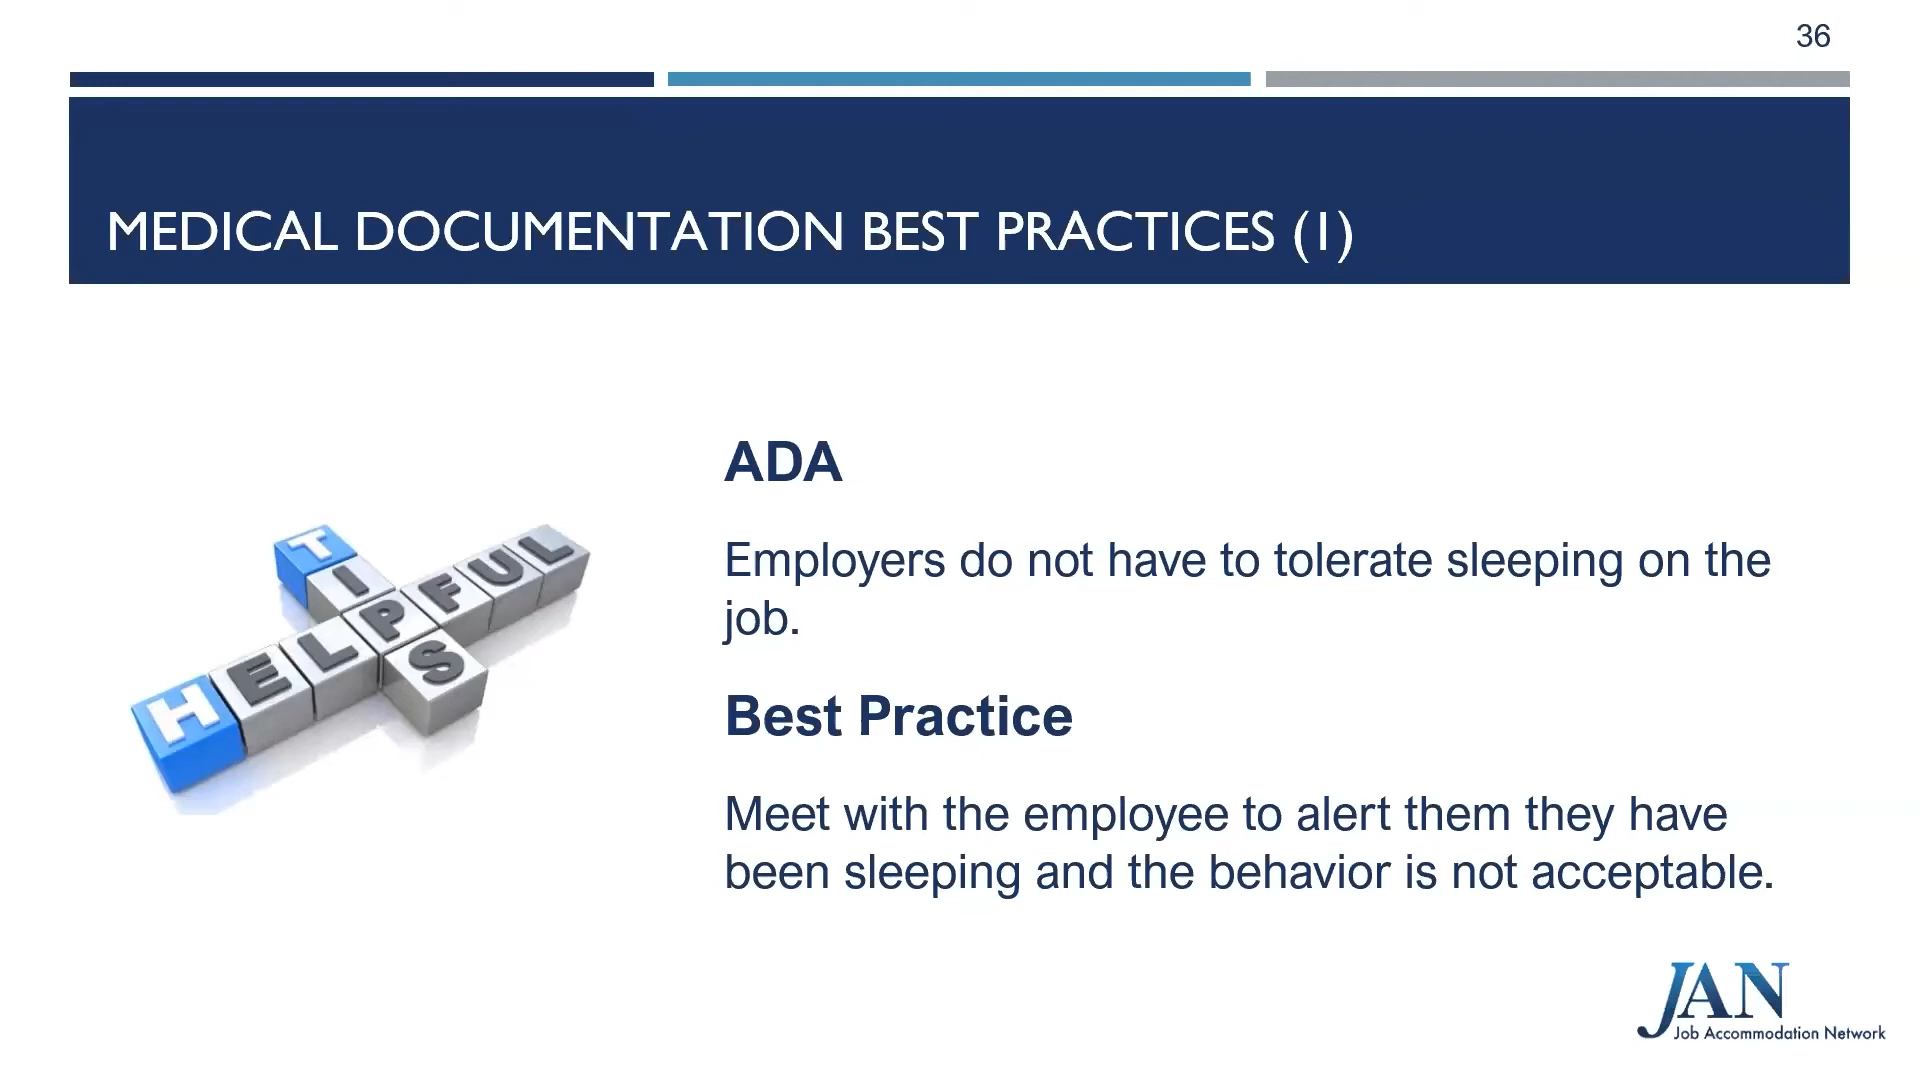 36
MEDICAL DOCUMENTATION BEST PRACTICES (1)
ADA
Employers do not have to tolerate sleeping on the
job.
Best Practice
Meet with the employee to alert them they have
been sleeping and the behavior is not acceptable.
TIPS
HELPFUL
JAN
Job Accommodation Network